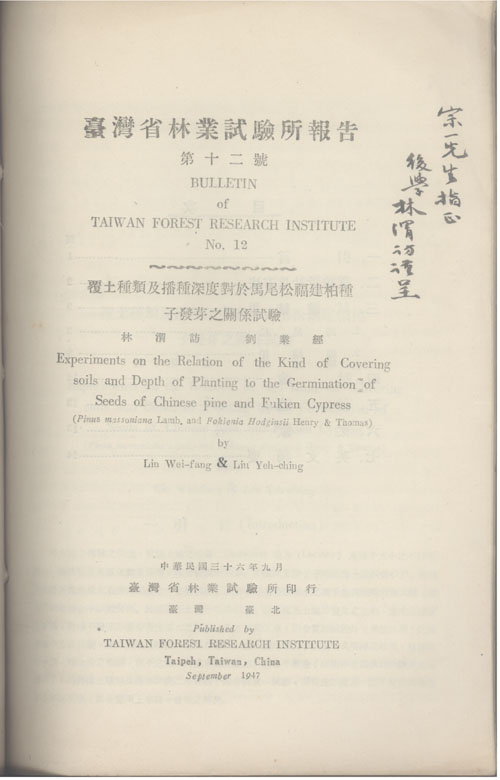 臺灣省林業試驗所報告
第十二號
BULLETIN
of
TAIWAN FOREST RESEARCH INSTITUTE
No. 12
覆土種類及播種深度對於馬尾松福建柏種
子發芽之關係試驗
林渭訪 劉業經
Experiments on the Relation of the Kind of Covering
soils and Depth of Planting to the Germination of
Seeds of Chinese pine and Fukien Cypress
(Pinus massoniana Lamb, and Fokienia Hodginsii Henry & Thomas)
by
Lin Wei-fang & Liu Yeh-ching
中華民國三十六年九月
臺灣省林業試驗所印行
臺灣 臺北
Published by
TAIWAN FOREST RESEARCH INSTITUTE
Taipeh, Taiwan, China
September 1947
宗一先生指正
後學林渭訪謹呈